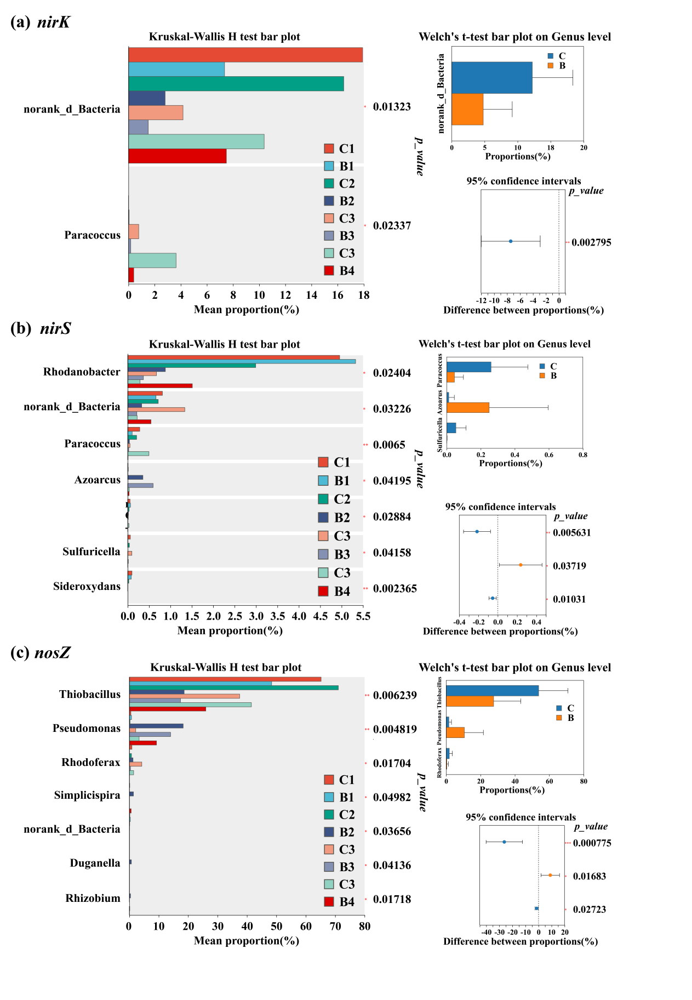 (a) nirK
Kruskal-Wallis H test bar plot
norank_d_Bacteria
Paracoccus
* 0.01323
* 0.02337
p_value
C1
B1
C2
B2
C3
B3
C3
B4
0 2 4 6 8 10 12 14 16 18
Mean proportion(%)
Welch's t-test bar plot on Genus level
norank_d_Bacteria
C
B
0 5 10 18 20
Proportions(%)
95% confidence intervals
p_value
** 0.002795
-12 -10 -8 -6 -4 -2 0
Difference between proportions(%)
(b) nirS
Kruskal-Wallis H test bar plot
Rhodanobacter
norank_d_Bacteria
Paracoccus
Azoarcus
Sulfuricella
Sideroxydans
* 0.02404
* 0.03226
** 0.0065
* 0.04195
* 0.02884
* 0.04158
** 0.002365
p_value
C1
B1
C2
B2
C3
B3
C3
B4
0.0 0.5 1.0 1.5 2.0 2.5 3.0 3.5 4.0 4.5 5.0 5.5
Mean proportion(%)
Welch's t-test bar plot on Genus level
Paracoccus
Azoarus
Sulfuricella
C
B
0.0 0.2 0.4 0.6 0.8
Proportions(%)
95% confidence intervals
p_value
** 0.005631
* 0.03719
* 0.01031
-0.4 -0.2 0.0 0.2 0.4
Difference between proportions(%)
(c) nosZ
Kruskal-Wallis H test bar plot
Thiobacillus
Pseudomonas
Rhodoferax
Simplicispira
norank_d_Bacteria
Duganella
Rhizobium
** 0.006239
** 0.004819
* 0.01704
* 0.04982
* 0.03656
* 0.04136
* 0.01718
p_value
C1
B1
C2
B2
C3
B3
C3
B4
0 10 20 30 40 50 60 70 80
Mean proportion(%)
Welch's t-test bar plot on Genus level
Thiobacillus
Pseudomonas
Rhodoferax
C
B
0 20 40 60 80
Proportions(%)
95% confidence intervals
p_value
*** 0.000775
* 0.01683
* 0.02723
-40 -30 -20 -10 0 10 20
Difference between proportions(%)